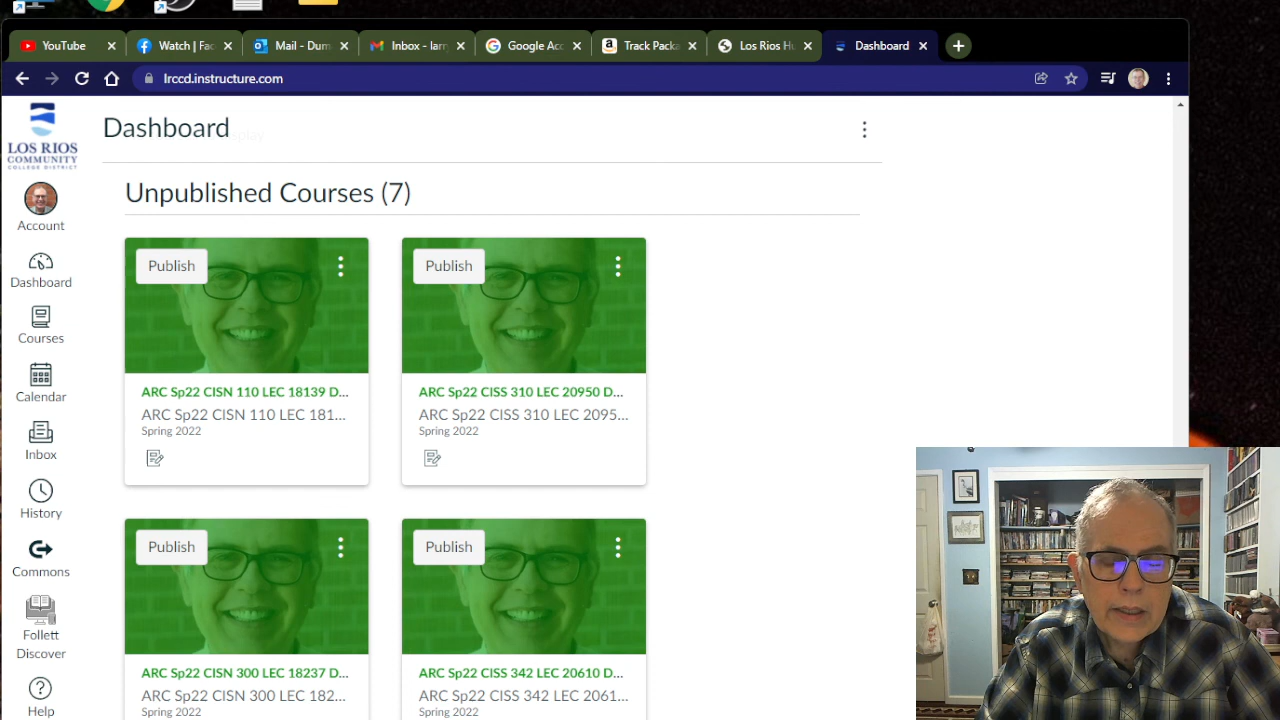 YouTube
Watch | Fac
Mail - Dum
Inbox - larr
Google Acc
Track Packa
Los Rios Hu
Dashboard
lrccd.instructure.com
LOS RIOS
COMMUNITY
COLLEGE DISTRICT
Dashboard
Account
Dashboard
Courses
Calendar
Inbox
History
Commons
Follett
Discover
Help
Unpublished Courses (7)
Publish
ARC Sp22 CISN 110 LEC 18139 D...
ARC Sp22 CISN 110 LEC 181...
Spring 2022
Publish
ARC Sp22 CISS 310 LEC 20950 D...
ARC Sp22 CISS 310 LEC 2095...
Spring 2022
Publish
ARC Sp22 CISN 300 LEC 18237 D...
ARC Sp22 CISN 300 LEC 182...
Spring 2022
Publish
ARC Sp22 CISS 342 LEC 20610 D...
ARC Sp22 CISS 342 LEC 2061...
Spring 2022